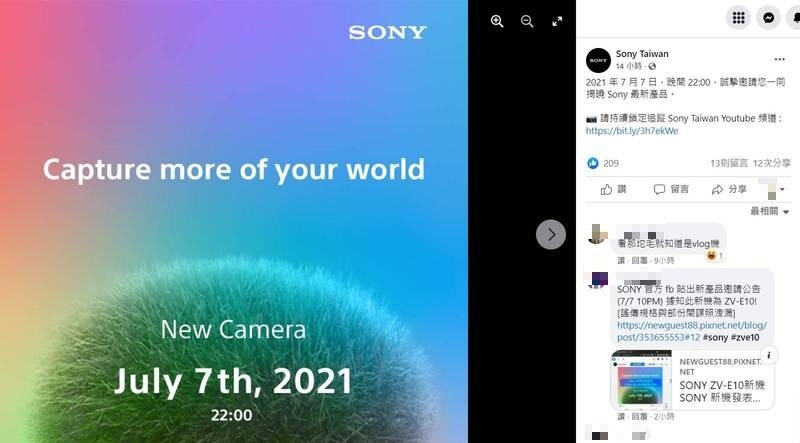 SONY
Capture more of your world
New Camera
July 7th, 2021
22:00
Sony Taiwan
14 小時 ·
2021 年 7 月 7 日，晚間 22:00，誠摯邀請您一同
揭曉 Sony 最新產品。
請持續鎖定追蹤 Sony Taiwan Youtube 頻道：
https://bit.ly/3h7ekWe
209
13則留言 12次分享
讚
留言
分享
最相關
看那坨毛就知道是vlog機
1
讚 · 回覆 · 9小時
SONY 官方 fb 貼出新產品邀請公告
(7/7 10PM) 據知此新機為 ZV-E10!
[謠傳規格與部份間諜照洩漏]
https://newguest88.pixnet.net/blog/
post/353655553#12 #sony #zve10
NEWGUEST88.PIXNET.
NET
SONY ZV-E10新機
SONY 新機發表...
讚 · 回覆 · 2小時